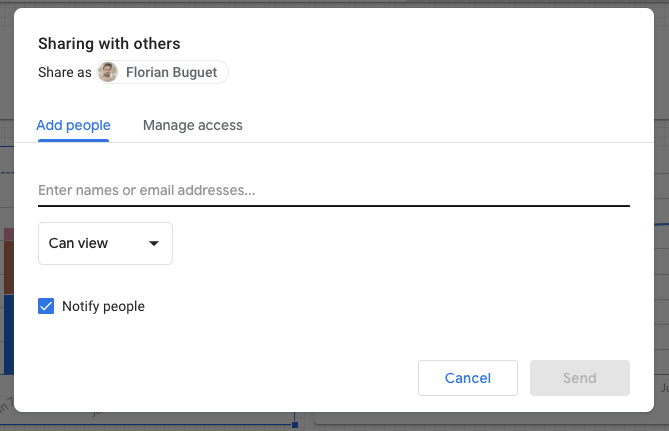 Sharing with others
Share as Florian Buguet
Add people Manage access
Enter names or email addresses...
Can view
Notify people
Cancel Send